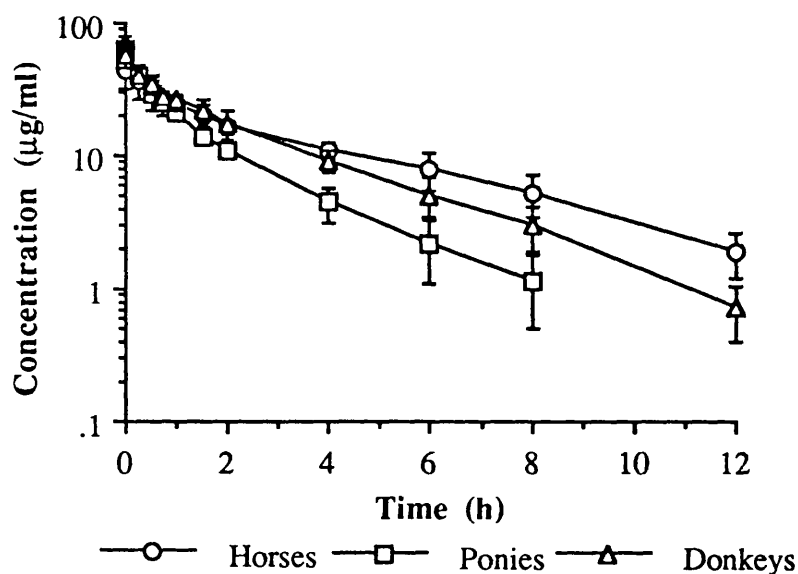 100
10
1
.1
Concentration (µg/ml)
0 2 4 6 8 10 12
Time (h)
Horses Ponies Donkeys